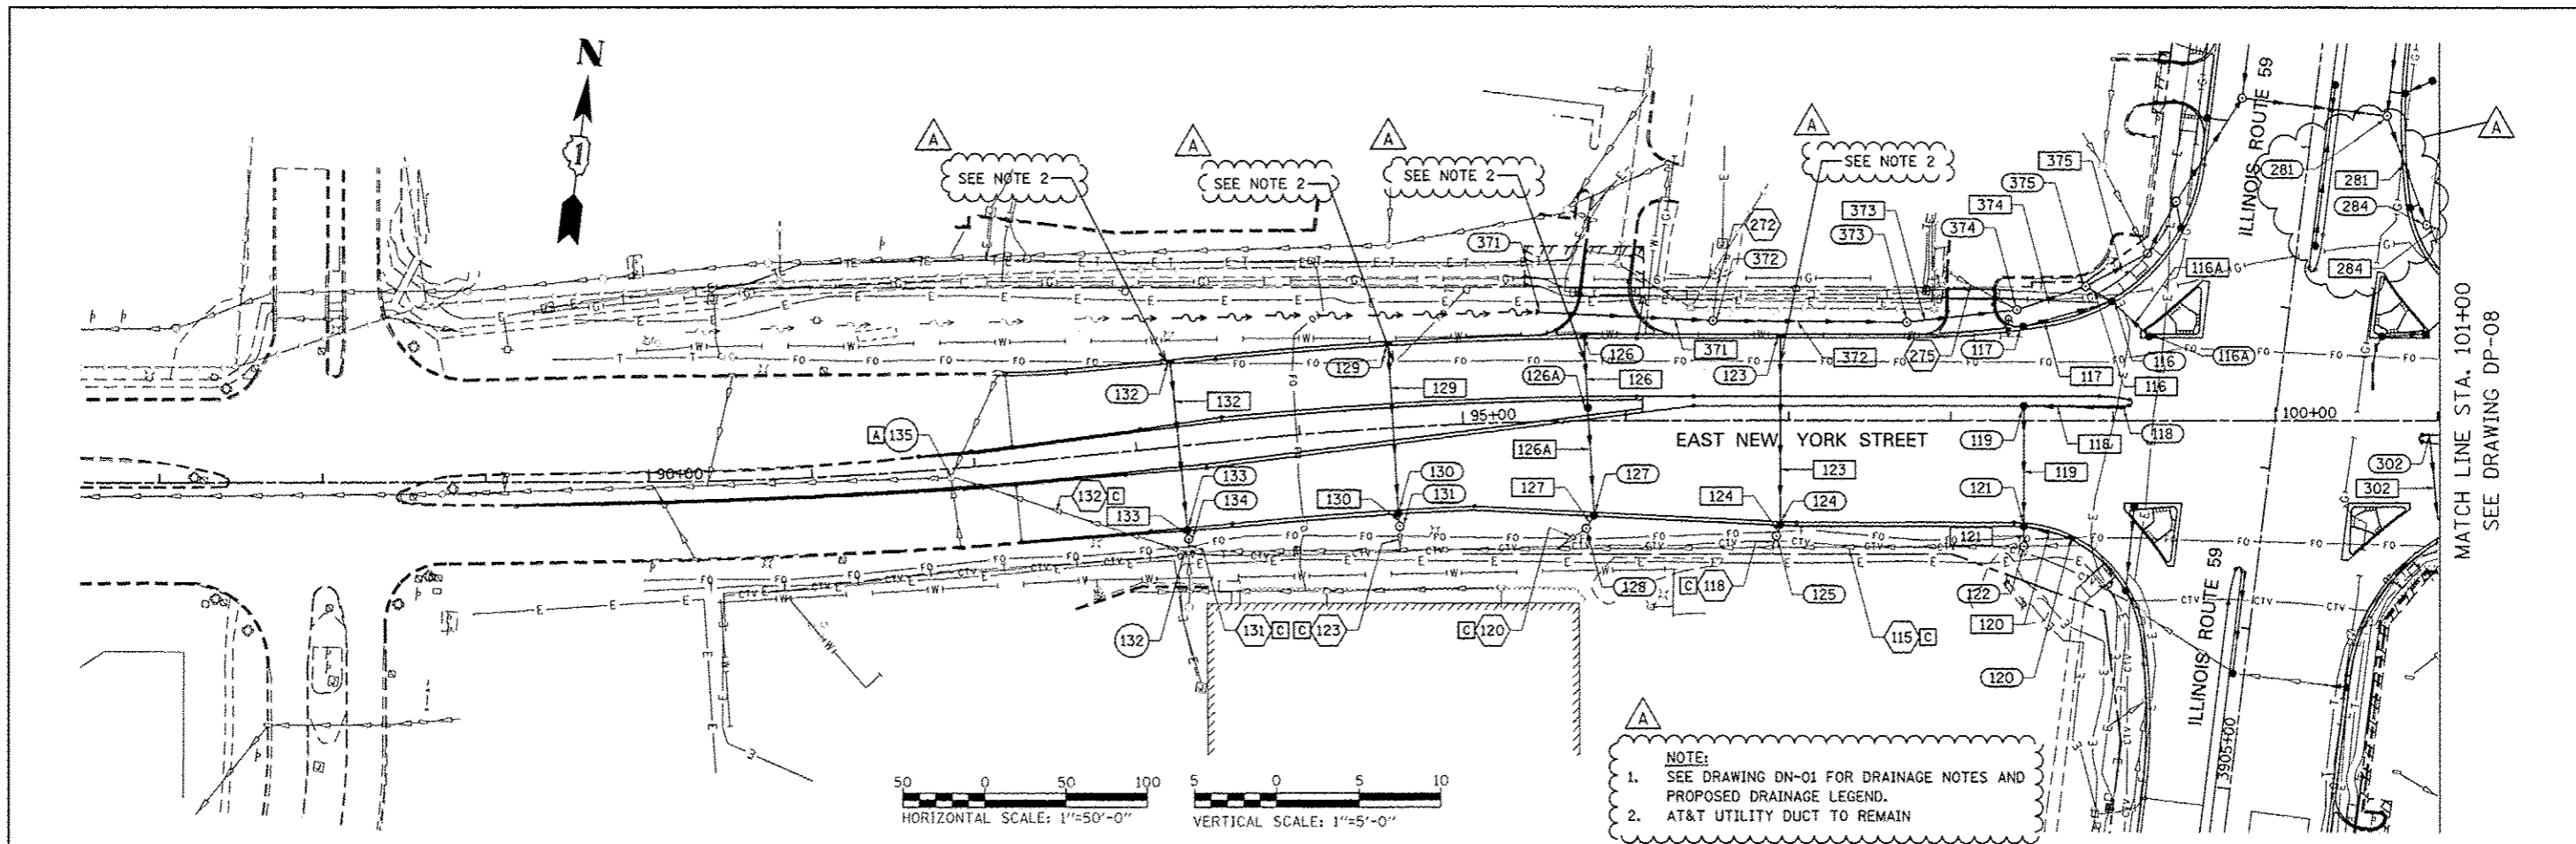 N
1
A
A
A
A
A
SEE NOTE 2
SEE NOTE 2
SEE NOTE 2
SEE NOTE 2
ILLINOIS ROUTE 59
281
281
284
284
375
375
374
374
373
373
272
372
371
371
372
275
117
117
116A
116A
116
116
132
132
129
129
126
126
126A
126A
123
123
119
119
118
118
95+00
100+00
90+00
EAST NEW YORK STREET
A 135
132 C
133
133
134
130
130
131
127
127
124
124
121
121
302
302
128
C 118
125
122
120
120
115 C
132
131 C
C 123
C 120
ILLINOIS ROUTE 59
3905+00
MATCH LINE STA. 101+00
SEE DRAWING DP-08
50 0 50 100
HORIZONTAL SCALE: 1"=50'-0"
5 0 5 10
VERTICAL SCALE: 1"=5'-0"
A
NOTE:
1. SEE DRAWING DN-01 FOR DRAINAGE NOTES AND
PROPOSED DRAINAGE LEGEND.
2. AT&T UTILITY DUCT TO REMAIN